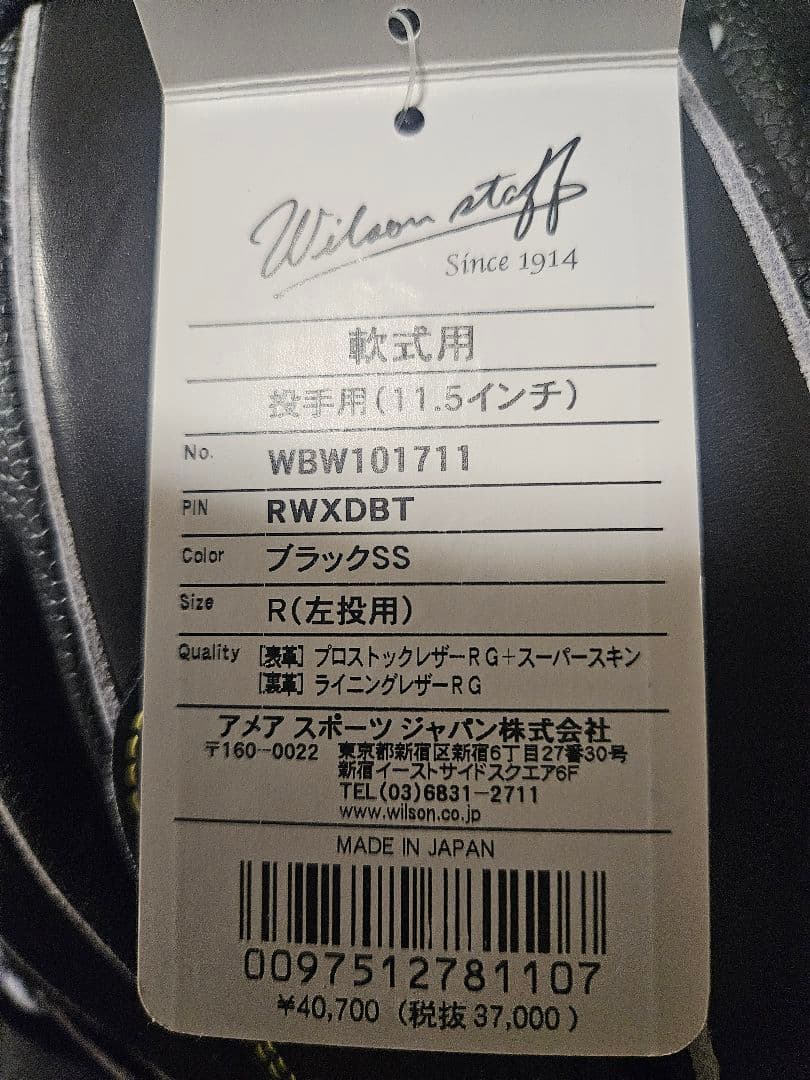 Wilson staff
Since 1914
軟式用
投手用(11.5インチ)
No. WBW101711
PIN RWXDBT
Color ブラックSS
Size R(左投用)
Quality [表革] プロストックレザーRG+スーパースキン
[裏革] ライニングレザーRG
アメア スポーツ ジャパン株式会社
〒160-0022 東京都新宿区新宿6丁目27番30号
新宿イーストサイドスクエア6F
TEL(03)6831-2711
www.wilson.co.jp
MADE IN JAPAN
0097512781107
¥40,700 (税抜 37,000)